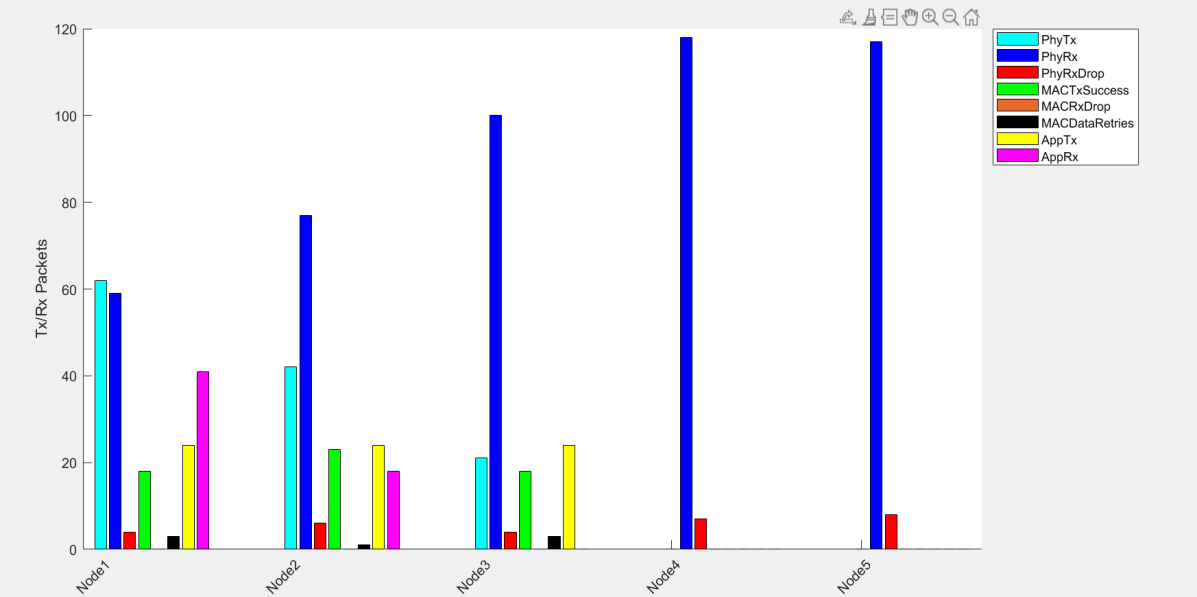 120
100
80
60
40
20
0
Tx/Rx Packets
Node1
Node2
Node3
Node4
Node5
PhyTx
PhyRx
PhyRxDrop
MACTxSuccess
MACRxDrop
MACDataRetries
AppTx
AppRx